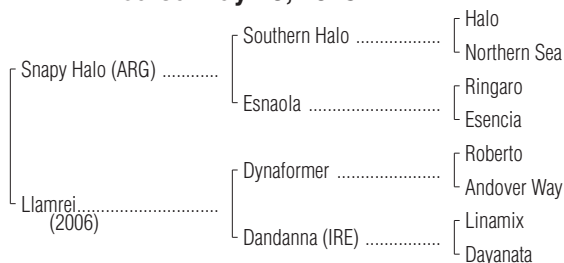 Halo
Southern Halo ...................
Northern Sea
Snapy Halo (ARG) ............
Ringaro
Esnaola .............................
Esencia
Roberto
Dynaformer .......................
Andover Way
Llamrei...............................
(2006)
Linamix
Dandanna (IRE) .................
Dayanata